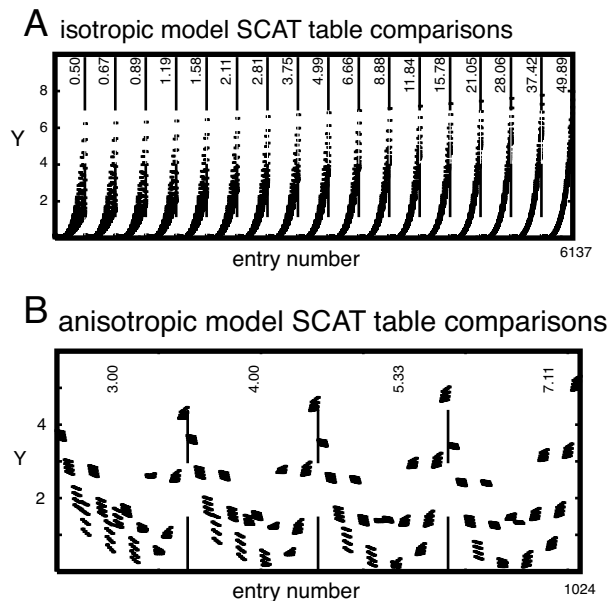 A isotropic model SCAT table comparisons
0.50 0.67 0.89 1.19 1.58 2.11 2.81 3.75 4.99 6.66 8.88 11.84 15.78 21.05 28.06 37.42 49.89
8
6
Y
4
2
entry number
6137
B anisotropic model SCAT table comparisons
3.00 4.00 5.33 7.11
4
Y
2
entry number
1024